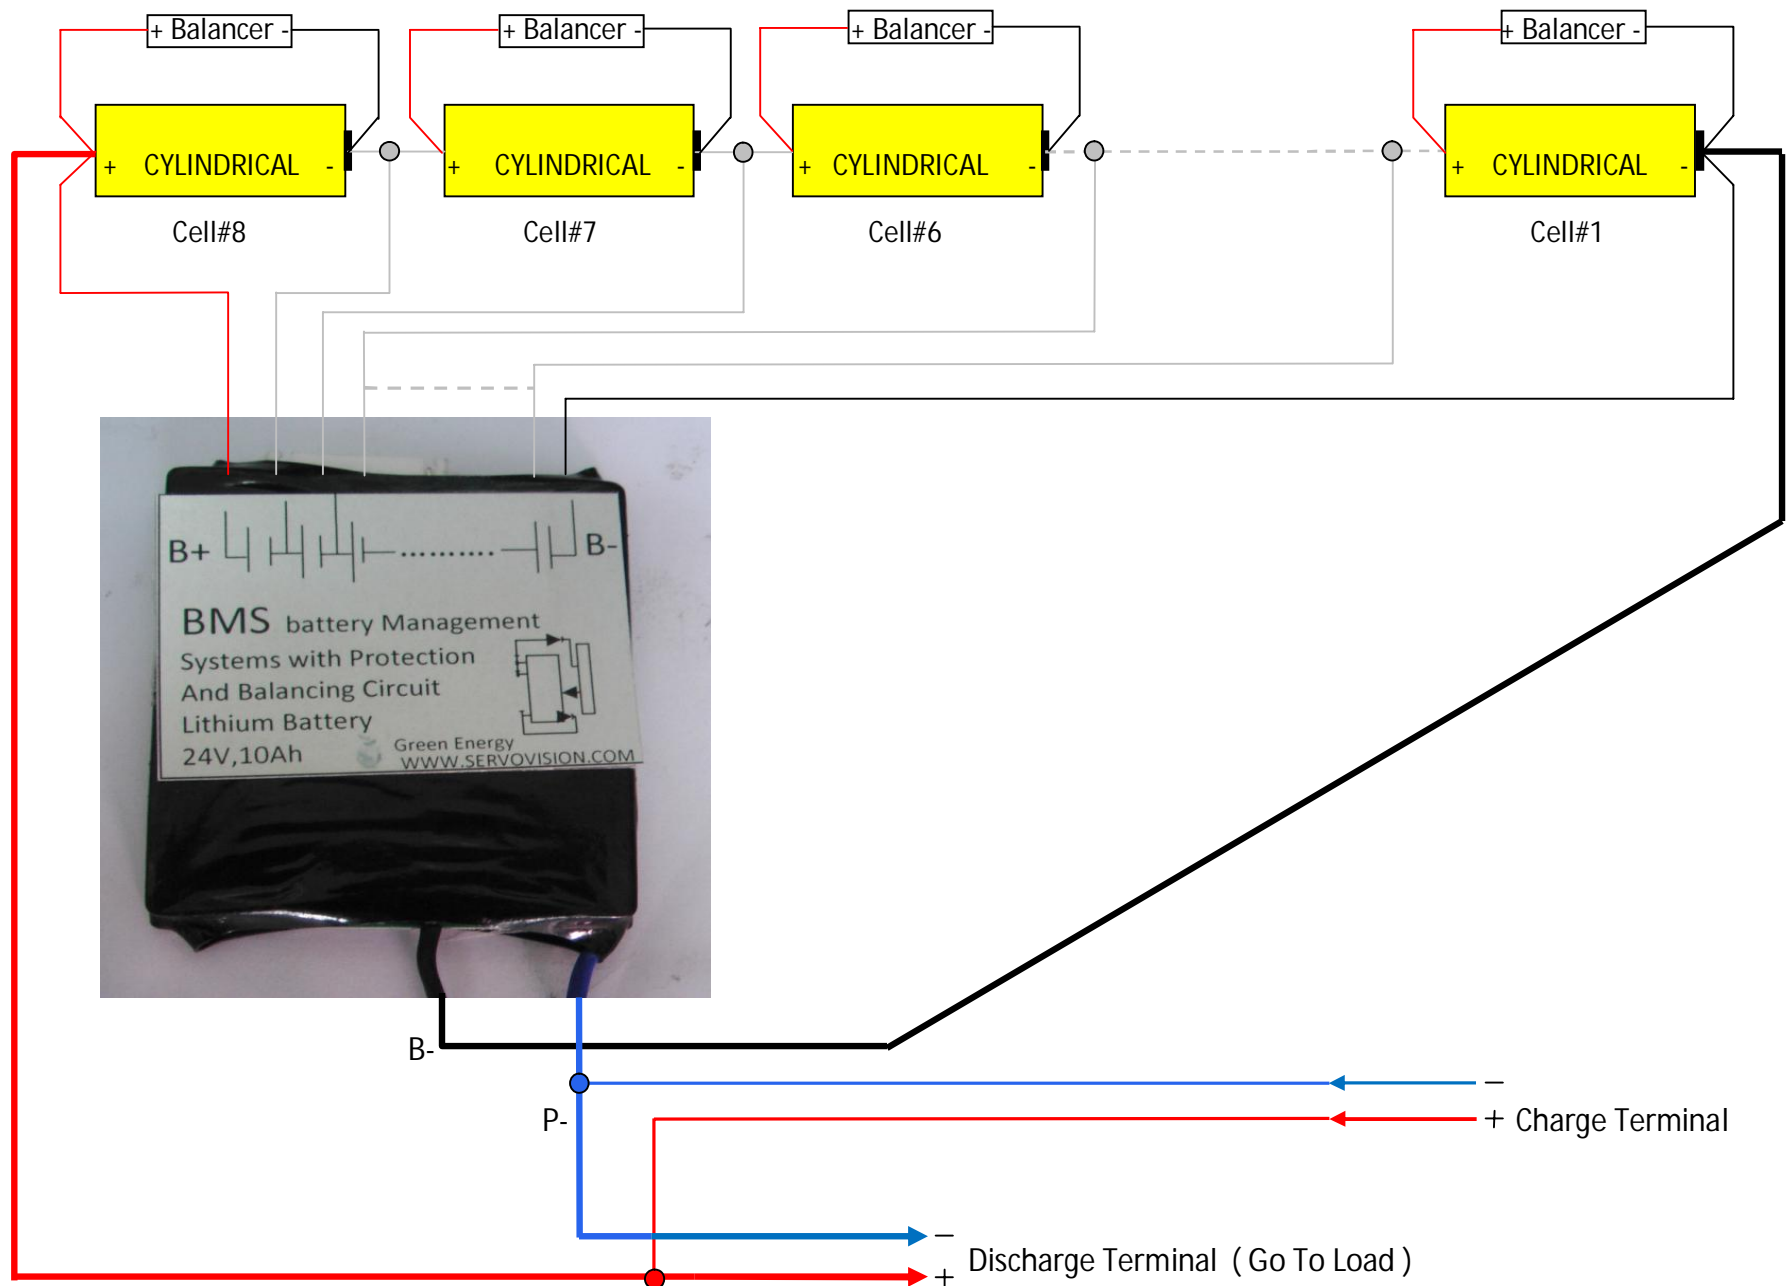 + Balancer -
+ Balancer -
+ Balancer -
+ Balancer -
+ CYLINDRICAL -
+ CYLINDRICAL -
+ CYLINDRICAL -
+ CYLINDRICAL -
Cell#8
Cell#7
Cell#6
Cell#1
B+ .......... B-
BMS battery Management
Systems with Protection
And Balancing Circuit
Lithium Battery
24V,10Ah
Green Energy
WWW.SERVOVISION.COM
B-
−
P-
+ Charge Terminal
−
Discharge Terminal ( Go To Load )
+